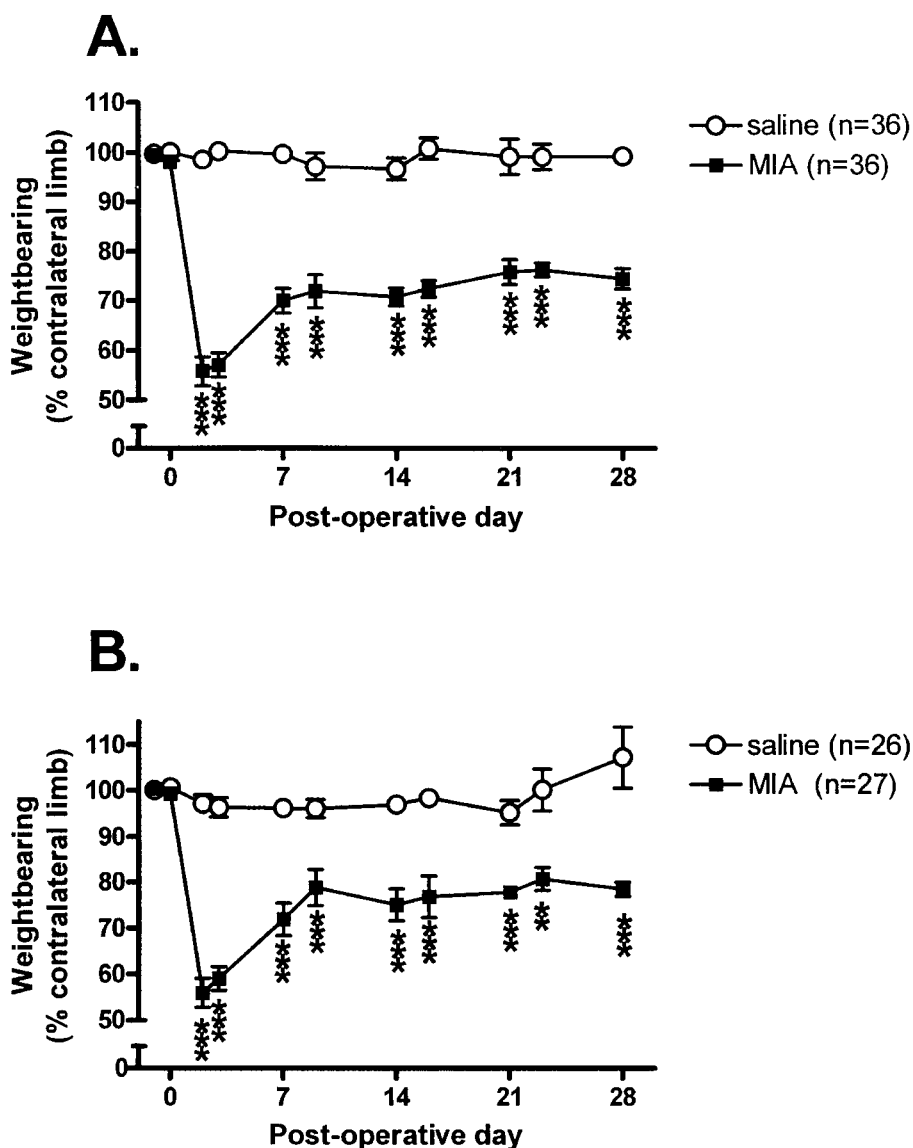 A.
110
100
90
80
70
60
50
0
Weightbearing
(% contralateral limb)
saline (n=36)
MIA (n=36)
***
***
***
***
***
***
***
***
***
0 7 14 21 28
Post-operative day
B.
110
100
90
80
70
60
50
0
Weightbearing
(% contralateral limb)
saline (n=26)
MIA (n=27)
***
***
***
***
***
***
***
**
***
0 7 14 21 28
Post-operative day